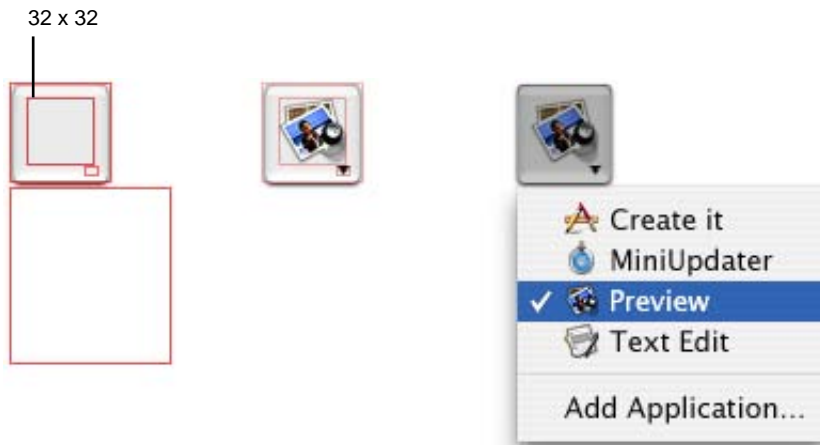 32 x 32
Create it
MiniUpdater
Preview
Text Edit
Add Application...